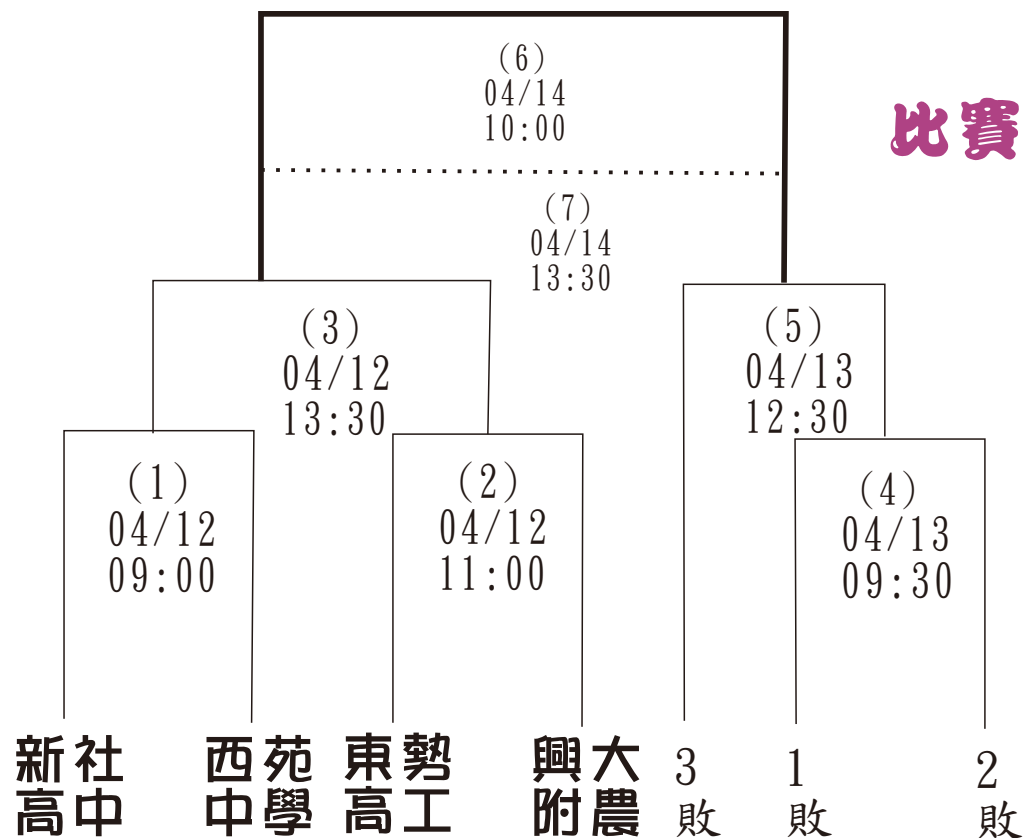 (6)
04/14
10:00
比賽
(7)
04/14
13:30
(3)
04/12
13:30
(5)
04/13
12:30
(1)
04/12
09:00
(2)
04/12
11:00
(4)
04/13
09:30
新社
高中
西苑
中學
東勢
高工
興大
附農
3
敗
1
敗
2
敗